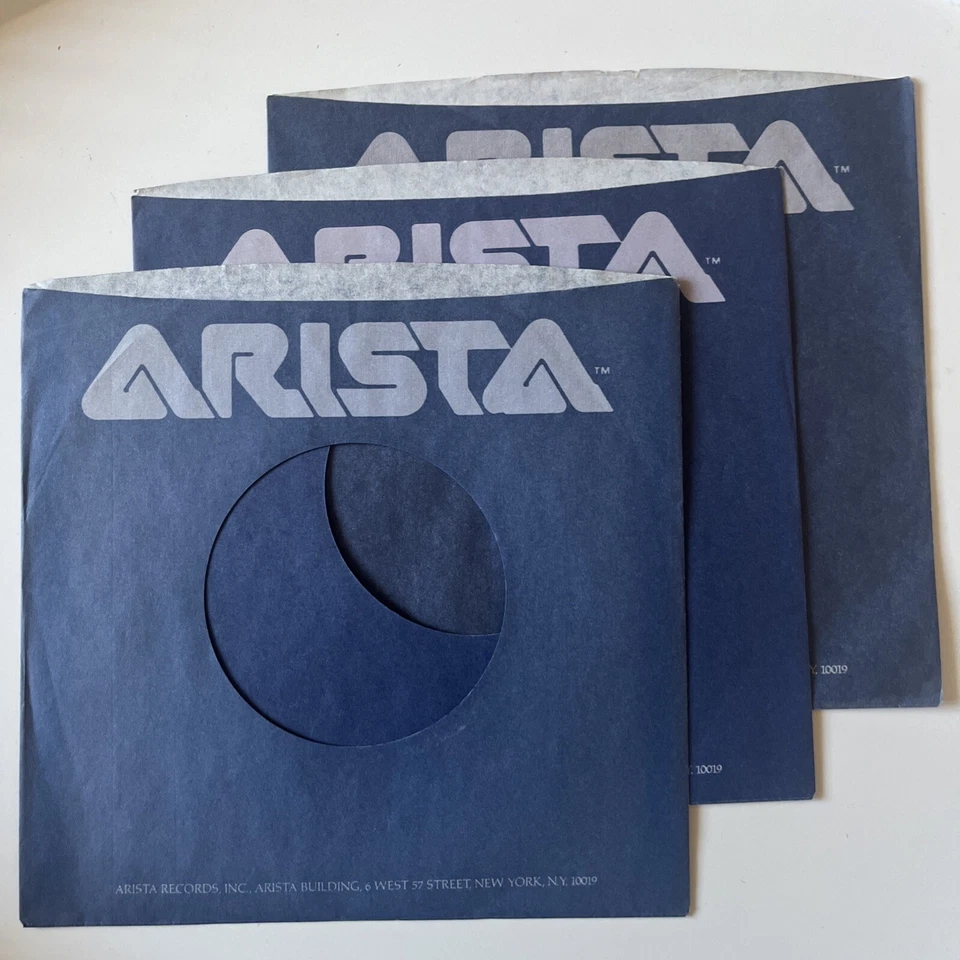 ARISTA™
ARISTA™
Y. 10019
ARISTA™
Y. 10019
ARISTA RECORDS, INC., ARISTA BUILDING, 6 WEST 57 STREET, NEW YORK, N.Y. 10019